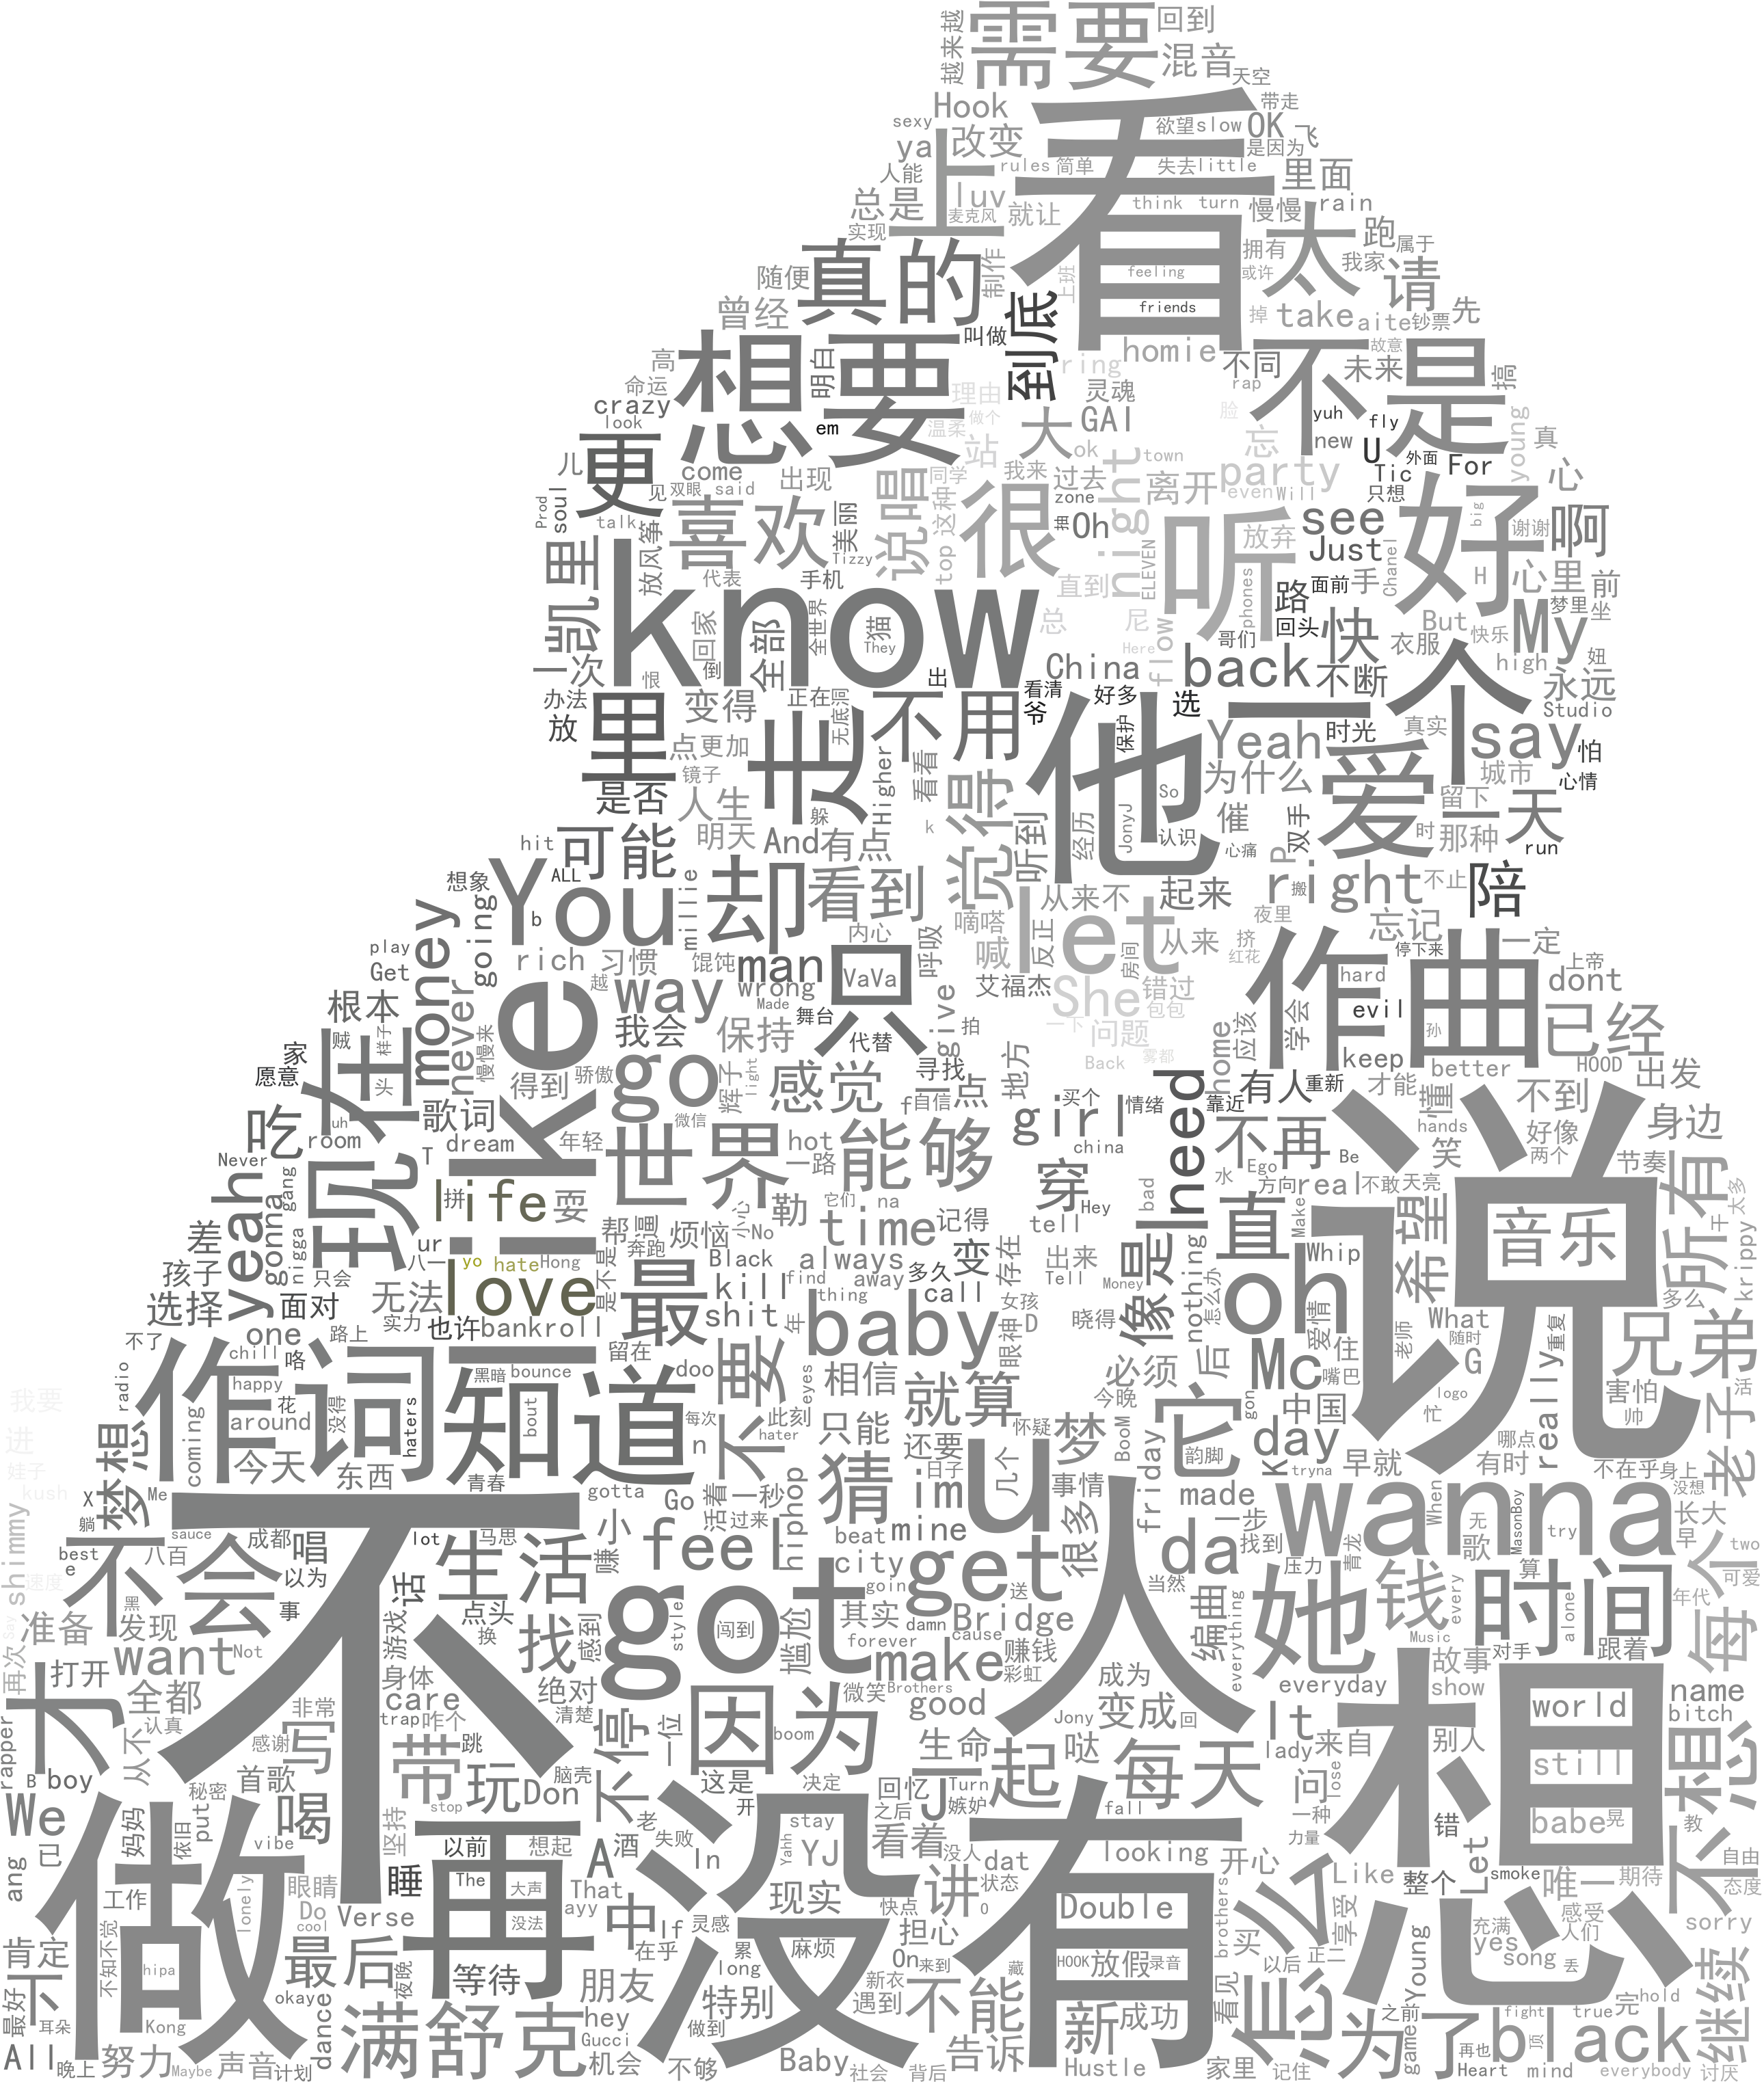 需要
回到
越来越
混音
天空
看
Hook
带走
sexy
上
ya
改变
欲望
slow
OK
飞
是因为
人能
rules
简单
失去
little
里面
总是
luv
麦克风
就让
think
turn
慢慢
rain
实现
真的
制作
上班
太
拥有
跑
属于
我家
请
随便
feeling
或许
曾经
到底
friends
掉
take
aite
钞票
先
想要
叫做
明白
ring
homie
不是
不同
故意
未来
搞
高
命运
crazy
look
更
em
理由
做个
温柔
灵魂
大
GAI
rap
脸
忘
yuh
fly
new
U
外面
young
真
儿
come
出现
站
ok
town
party
Tic
For
心
soul
Prod
talk
见
双眼
said
喜欢
说唱
同学
这种
top
很
我来
过去
zone
Oh
night
离开
even
Will
只想
see
好
big
谢谢
啊
凯里
放风筝
know
代表
美丽
Tizzy
手机
直到
ELEVEN
听
放弃
phones
Just
面前
手
Chanel
H
心里
前
一次
回家
全部
全世界
猫
They
总
尼
flow
哥们
路
回头
快
衣服
But
快乐
My
梦里
坐
恨
倒
China
Here
back
不断
high
妞
永远
Studio
办法
放
里
变得
正在
无底洞
走
不用
出
看清
爷
好多
保护
他
选
一个
Yeah
时光
真实
say
怕
是否
点
更加
镜子
人生
躲
Higher
看看
觉得
So
JonyJ
认识
为什么
爱
城市
心情
留下
一天
hit
可能
明天
And
有点
k
听到
经历
催
心痛
双手
时
那种
run
想象
ALL
You
b
却
看到
从来不
起来
P
right
搬
不止
陪
money
going
millie
内心
嘀嗒
let
夜里
忘记
停下来
一定
play
Get
rich
习惯
馄饨
man
VaVa
呼吸
喊
反正
房间
从来
挤
红花
作曲
上帝
dont
根本
never
like
越
way
wrong
Made
舞台
give
艾福杰
She
错过
包包
hard
evil
孙
已经
贼
样子
慢慢来
我会
保持
代替
拍
一下
问题
Back
雾都
home
应该
学会
keep
better
HOOD
出发
家
愿意
现在
头
得到
骄傲
go
辉子
light
感觉
寻找
自信
f
一点
地方
need
买个
情绪
靠近
有人
重新
才能
懂
不到
身边
吃
uh
room
歌词
dream
年轻
世界
微信
hot
一路
能够
girl
china
不再
Be
说
hands
笑
好像
两个
节奏
Never
gang
T
life
拼
耍
小心
勒
它们
na
time
穿
记得
tell
Hey
bad
水
Ego
方向
real
不敢
天亮
希望
音乐
所有
太多
yeah
gonna
差
nigga
只会
ur
八一
yo
hate
Hong
帮
逼
奔跑
烦恼
No
Black
always
变
存在
出来
像是
一直
Make
Whip
干
krippy
孩子
选择
面对
无法
love
是不是
最
kill
find
away
多久
thing
call
女孩
Tell
Money
nothing
怎么办
oh
多么
不了
one
路上
实力
也许
bankroll
留在
shit
年
baby
眼神
D
晓得
爱情
老师
What
随时
重复
兄弟
radio
chill
咯
作词
黑暗
bounce
doo
不要
eyes
相信
必须
后
Mc
住
嘴巴
G
logo
really
害怕
活
我要
梦想
happy
花
没得
知道
bout
每次
此刻
就算
怀疑
今晚
它
gon
中国
忙
帅
进
coming
around
haters
n
hater
只能
还要
u
BooM
韵脚
K
day
哪点
老子
娃子
kush
今天
东西
青春
gotta
Go
活着
一秒
猜
日子
几个
梦
事情
tryna
早就
有时
不在乎
身上
X
Me
躺
不
sauce
马思
过来
im
friday
made
一步
wanna
When
无
MasonBoy
没想
长大
shimmy
best
不会
e
成都
八百
唱
lot
生活
小
feel
hiphop
beat
mine
city
很多
da
找到
青龙
歌
try
早
two
速度
黑
以为
事
话
赚
got
goin
get
送
人
当然
压力
她
钱
every
算
时间
每个
年代
可爱
Say
准备
发现
点头
换
找
感到
style
闯到
尴尬
其实
damn
Bridge
编曲
everything
Music
对手
alone
跟着
再次
才
打开
want
Not
游戏
身体
forever
cause
make
赚钱
彩虹
成为
everyday
想
故事
show
name
bitch
全都
非常
care
绝对
不停
因为
微笑
Brothers
good
Jony
变成
回
It
world
认真
写
trap
咋个
清楚
一位
boom
生命
一起
哒
每天
lady
来自
别人
不想
rapper
从不
感谢
带
跳
脑壳
B
boy
秘密
首歌
stop
玩
Don
这是
决定
回忆
J
Turn
嫉妒
fall
问
lose
still
We
put
依旧
妈妈
喝
坚持
再
以前
想起
老
酒
A
失败
开
stay
之后
看着
没人
一种
力量
babe
晃
错
教
ang
已
做
vibe
睡
The
大声
没有
In
Yahh
YJ
dat
looking
开心
怎么
Like
整个
Let
smoke
唯一
期待
自由
态度
工作
眼睛
Do
lonely
cool
Verse
没法
That
ayy
中
If
灵感
现实
快点
讲
状态
O
Double
brothers
买
享受
充满
感受
sorry
肯定
不知不觉
hipa
最后
okay
夜晚
等待
在乎
累
long
麻烦
担心
On
来到
藏
HOOK
放假
录音
以后
正二
Young
yes
song
人们
丢
继续
下
最好
耳朵
Kong
dance
满舒克
朋友
hey
Gucci
特别
做到
新衣
遇到
不能
新
成功
看见
为了
之前
game
fight
true
完
hold
black
All
晚上
努力
Maybe
声音
计划
机会
不够
Baby
社会
背后
告诉
Hustle
家里
记住
再也
Heart
顶
mind
everybody
讨厌